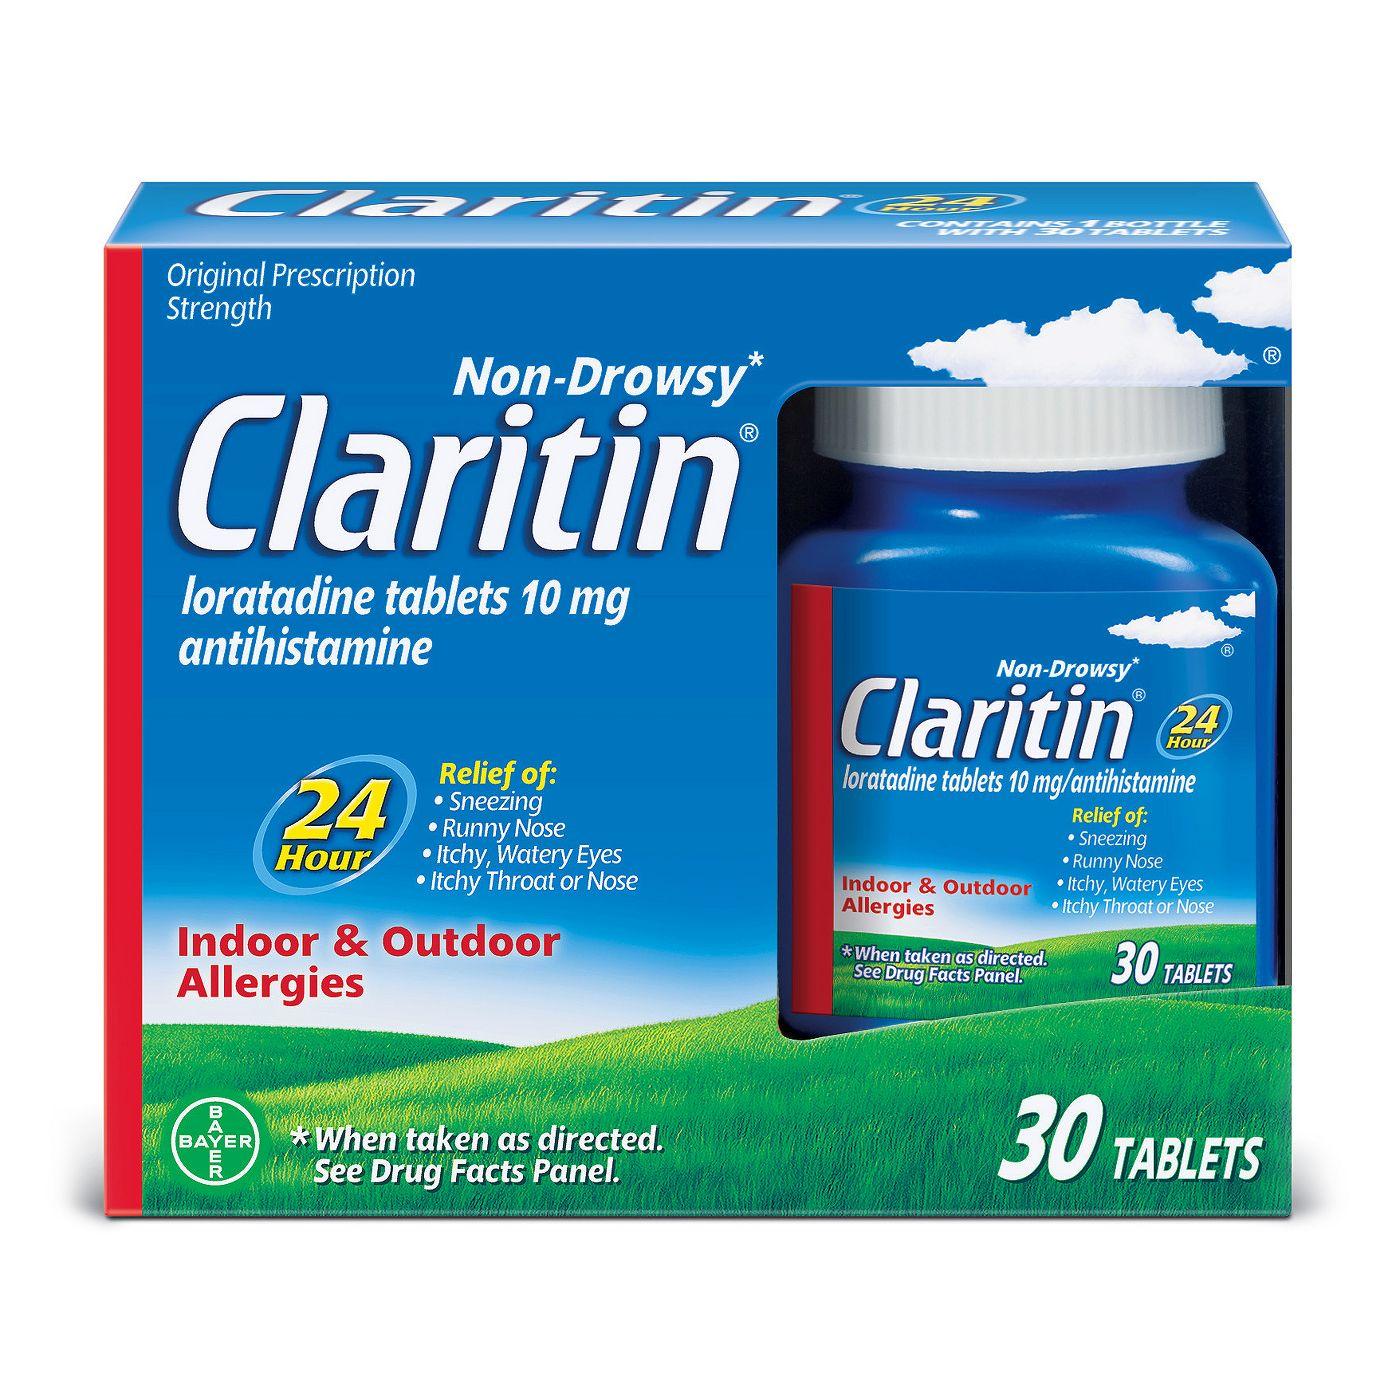 Claritin® 24
Hour
CONTAINS 1 BOTTLE
WITH 30 TABLETS
Original Prescription
Strength
Non-Drowsy*
Claritin®
loratadine tablets 10 mg
antihistamine
24
Hour
Relief of:
• Sneezing
• Runny Nose
• Itchy, Watery Eyes
• Itchy Throat or Nose
Indoor & Outdoor
Allergies
BAYER
BAYER
* When taken as directed.
See Drug Facts Panel.
®
®
Non-Drowsy*
Claritin®
24
Hour
loratadine tablets 10 mg/antihistamine
Relief of:
• Sneezing
• Runny Nose
• Itchy, Watery Eyes
• Itchy Throat or Nose
Indoor & Outdoor
Allergies
* When taken as directed.
See Drug Facts Panel.
30 TABLETS
30 TABLETS